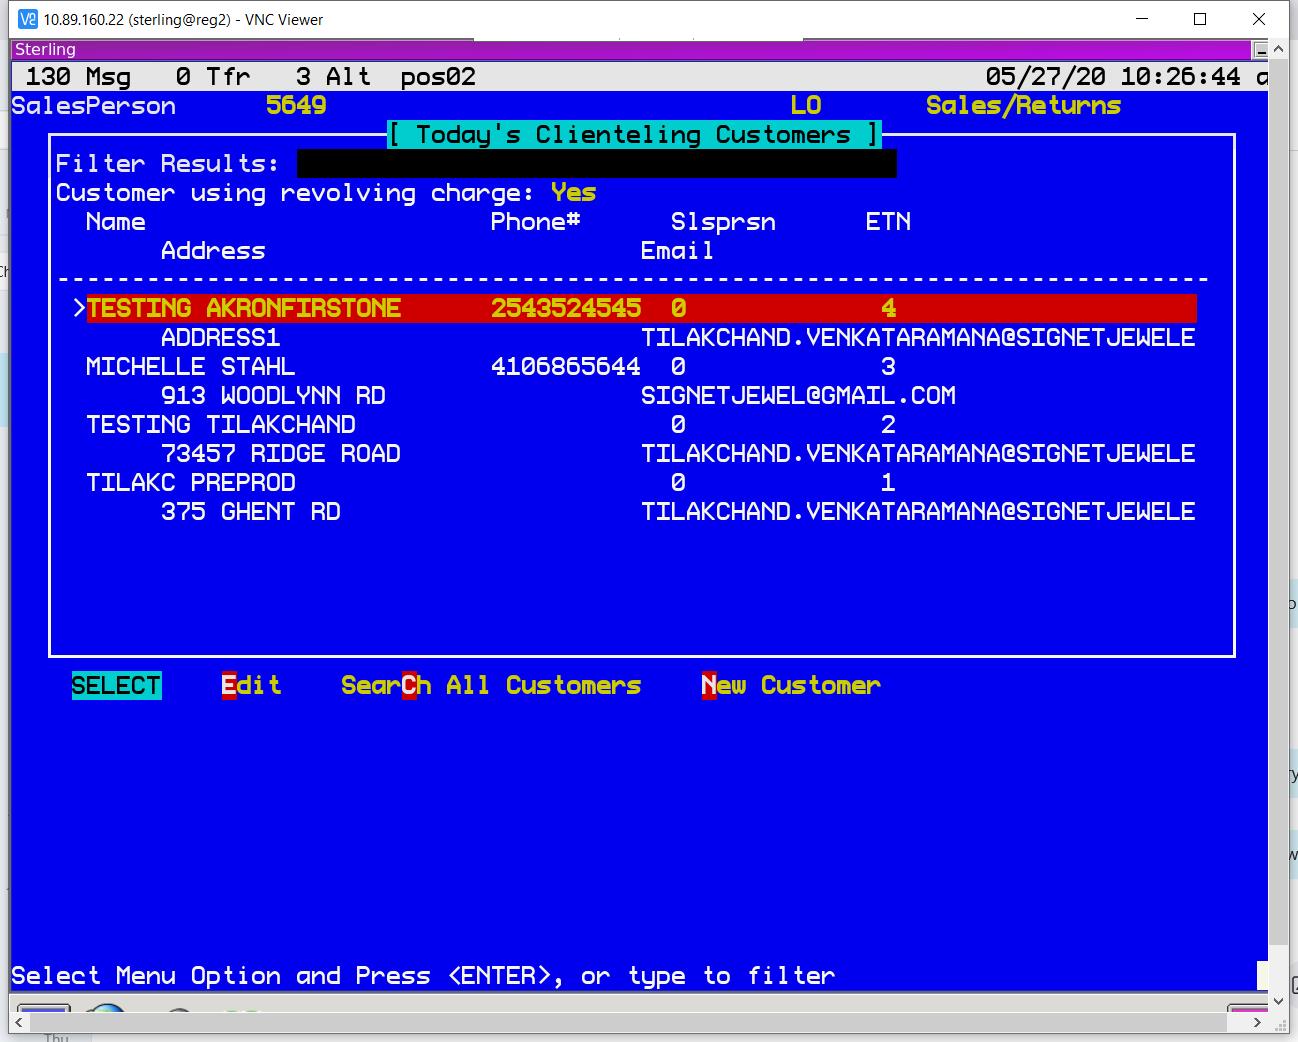 10.89.160.22 (sterling@reg2) - VNC Viewer
Sterling
130 Msg 0 Tfr 3 Alt pos02 05/27/20 10:26:44 a
SalesPerson 5649 LO Sales/Returns
[ Today's Clienteling Customers ]
Filter Results:
Customer using revolving charge: Yes
Name Phone# Slsprsn ETN
Address Email
>TESTING AKRONFIRSTONE 2543524545 0 4
ADDRESS1 TILAKCHAND.VENKATARAMANA@SIGNETJEWELE
MICHELLE STAHL 4106865644 0 3
913 WOODLYNN RD SIGNETJEWEL@GMAIL.COM
TESTING TILAKCHAND 0 2
73457 RIDGE ROAD TILAKCHAND.VENKATARAMANA@SIGNETJEWELE
TILAKC PREPROD 0 1
375 GHENT RD TILAKCHAND.VENKATARAMANA@SIGNETJEWELE
SELECT Edit SearCh All Customers New Customer
Select Menu Option and Press <ENTER>, or type to filter
Thu